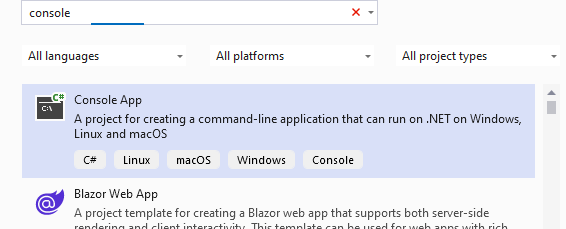 console
All languages All platforms All project types
C#
C:\
Console App
A project for creating a command-line application that can run on .NET on Windows,
Linux and macOS
C# Linux macOS Windows Console
Blazor Web App
A project template for creating a Blazor web app that supports both server-side
rendering and client interactivity. This template can be used for web apps with rich